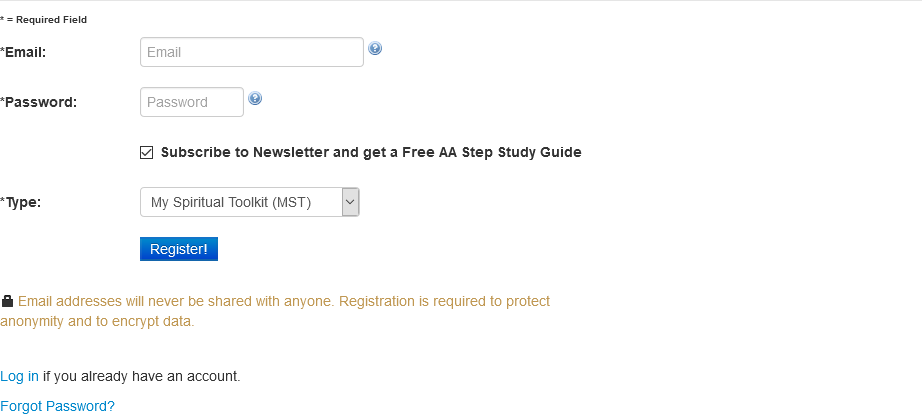 * = Required Field
*Email:
Email
*Password:
Password
Subscribe to Newsletter and get a Free AA Step Study Guide
*Type:
My Spiritual Toolkit (MST)
Register!
Email addresses will never be shared with anyone. Registration is required to protect
anonymity and to encrypt data.
Log in if you already have an account.
Forgot Password?